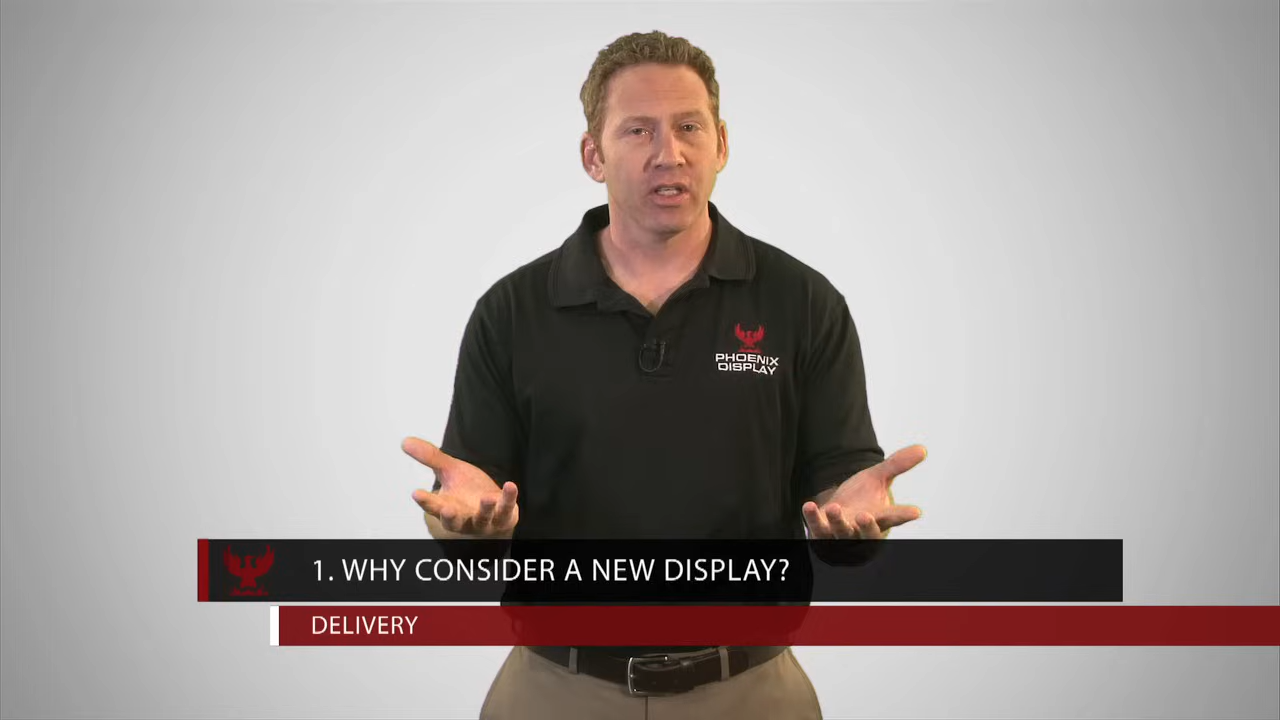 PHOENIX
DISPLAY
1. WHY CONSIDER A NEW DISPLAY?
DELIVERY